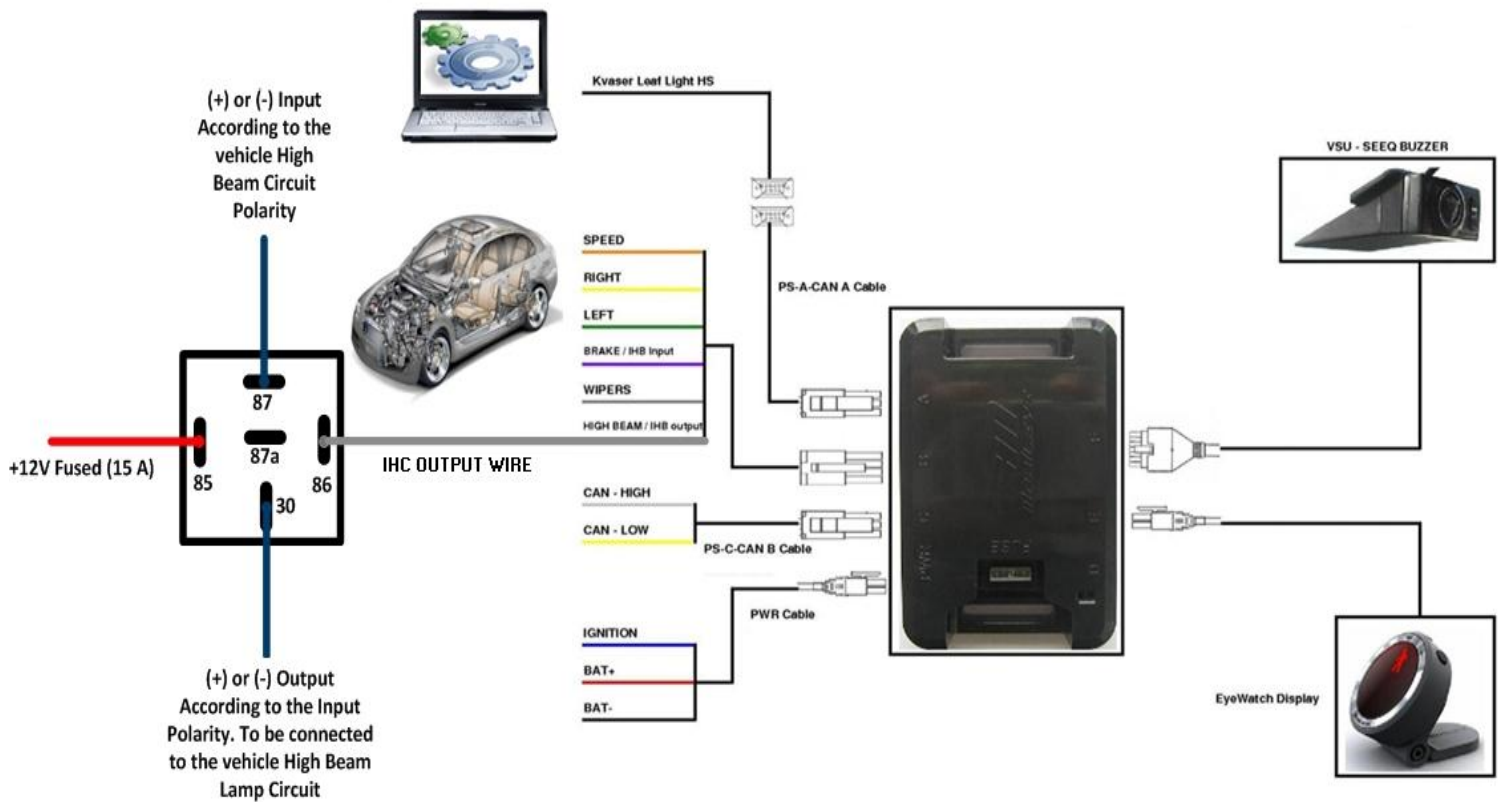 Kvaser Leaf Light HS
(+) or (-) Input
According to the
vehicle High
Beam Circuit
Polarity
VSU - SEEQ BUZZER
SPEED
RIGHT
LEFT
BRAKE / IHB Input
WIPERS
HIGH BEAM / IHB output
PS-A-CAN A Cable
87
87a
85
86
30
+12V Fused (15 A)
IHC OUTPUT WIRE
CAN - HIGH
CAN - LOW
PS-C-CAN B Cable
PWR Cable
IGNITION
BAT+
BAT-
A
B
C
PWR
E
D
EyeWatch Display
(+) or (-) Output
According to the Input
Polarity. To be connected
to the vehicle High Beam
Lamp Circuit